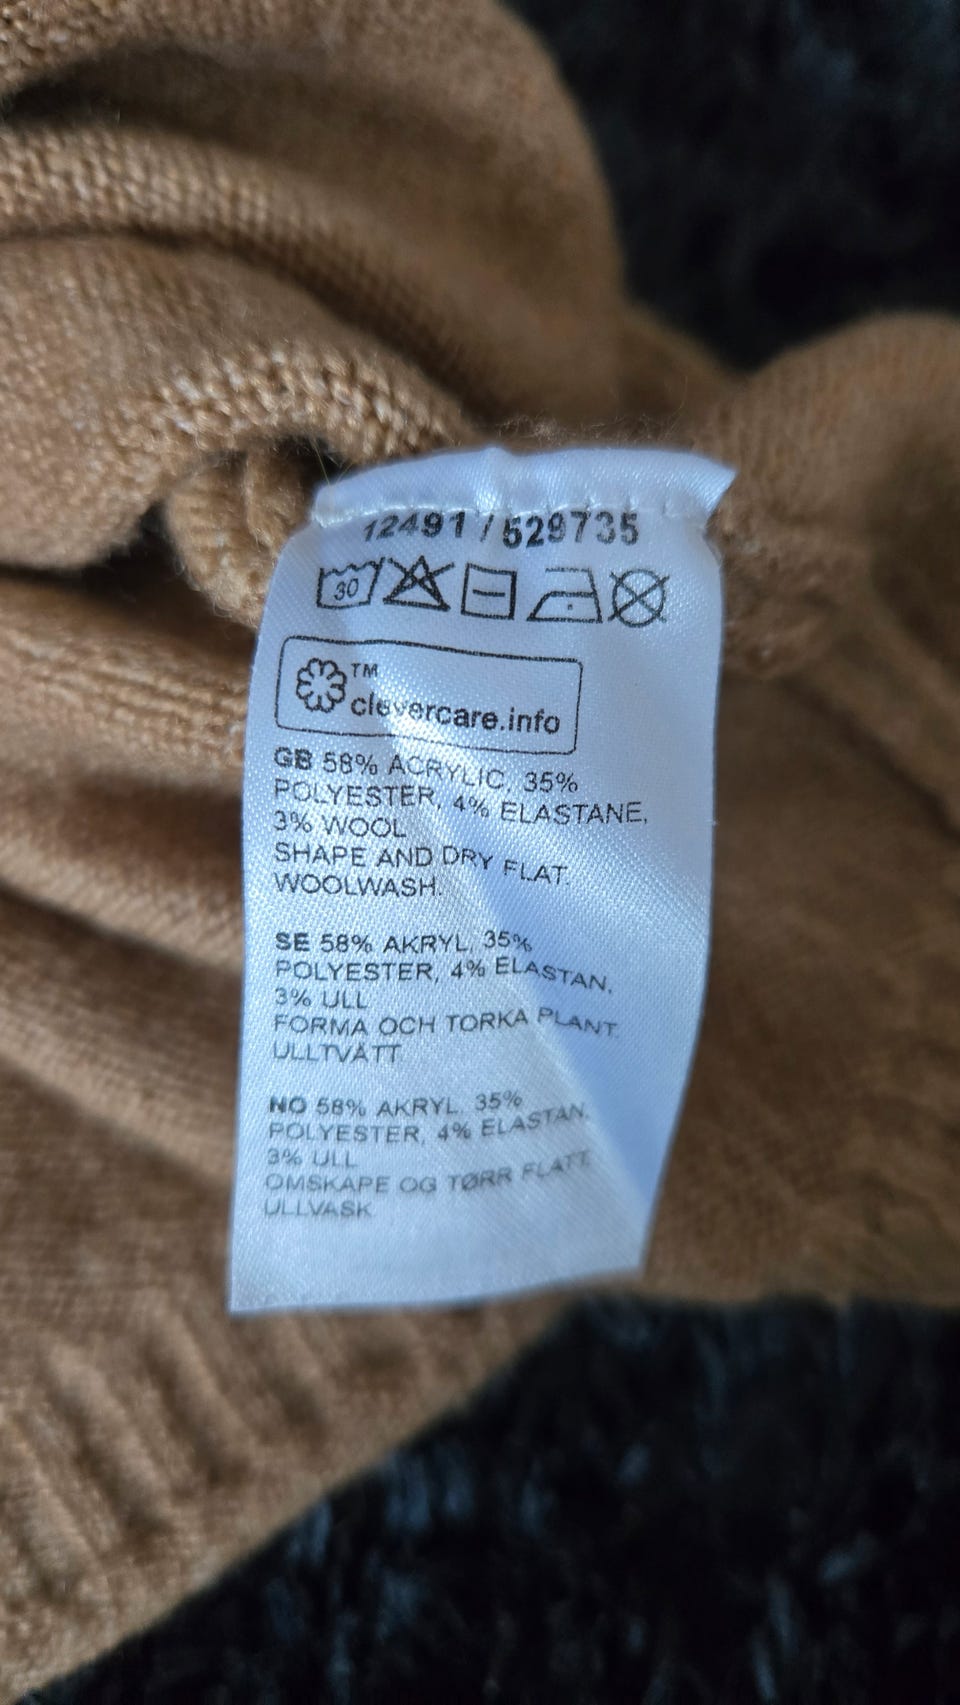 12491 / 529735
30
TM
clevercare.info
GB 58% ACRYLIC, 35%
POLYESTER, 4% ELASTANE,
3% WOOL
SHAPE AND DRY FLAT.
WOOLWASH.
SE 58% AKRYL, 35%
POLYESTER, 4% ELASTAN,
3% ULL
FORMA OCH TORKA PLANT.
ULLTVÄTT
NO 58% AKRYL, 35%
POLYESTER, 4% ELASTAN,
3% ULL
OMSKAPE OG TØRR FLATT.
ULLVASK